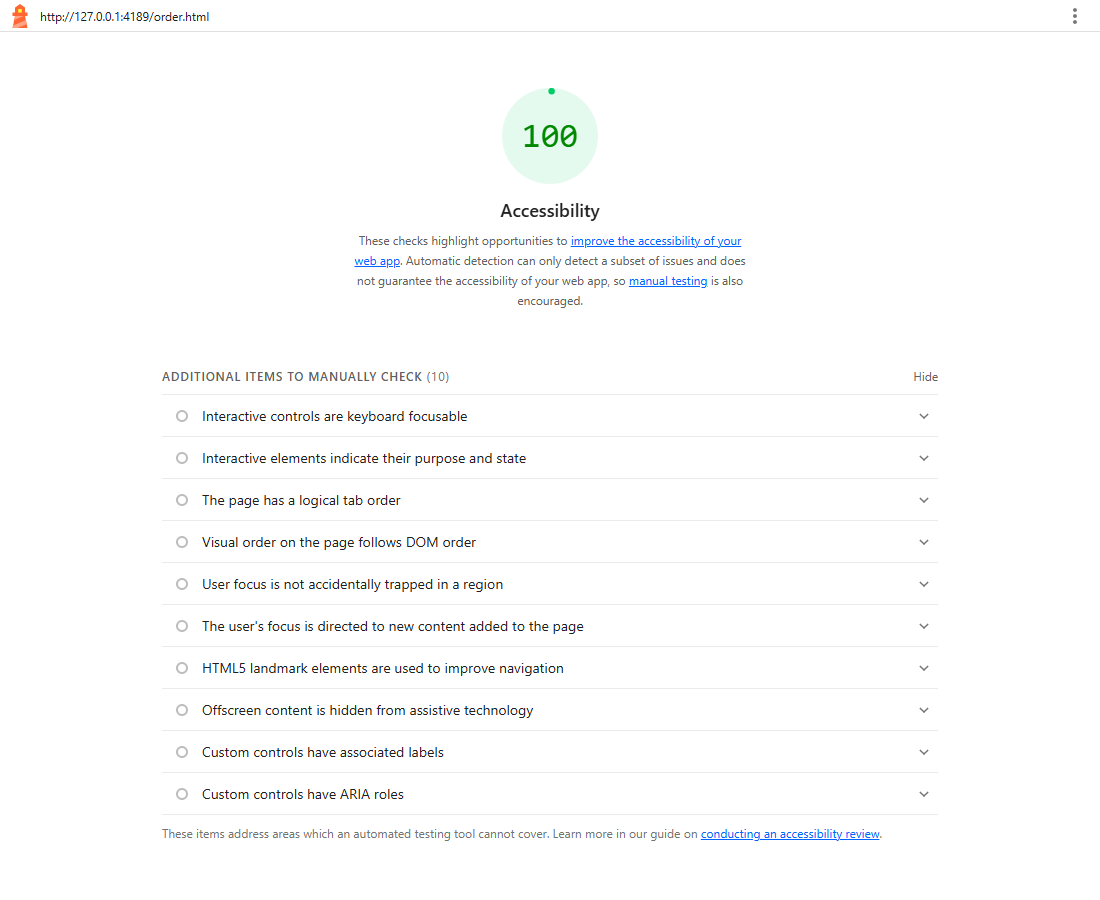 http://127.0.0.1:4189/order.html
100
Accessibility
These checks highlight opportunities to improve the accessibility of your
web app. Automatic detection can only detect a subset of issues and does
not guarantee the accessibility of your web app, so manual testing is also
encouraged.
ADDITIONAL ITEMS TO MANUALLY CHECK (10) Hide
Interactive controls are keyboard focusable
Interactive elements indicate their purpose and state
The page has a logical tab order
Visual order on the page follows DOM order
User focus is not accidentally trapped in a region
The user's focus is directed to new content added to the page
HTML5 landmark elements are used to improve navigation
Offscreen content is hidden from assistive technology
Custom controls have associated labels
Custom controls have ARIA roles
These items address areas which an automated testing tool cannot cover. Learn more in our guide on conducting an accessibility review.